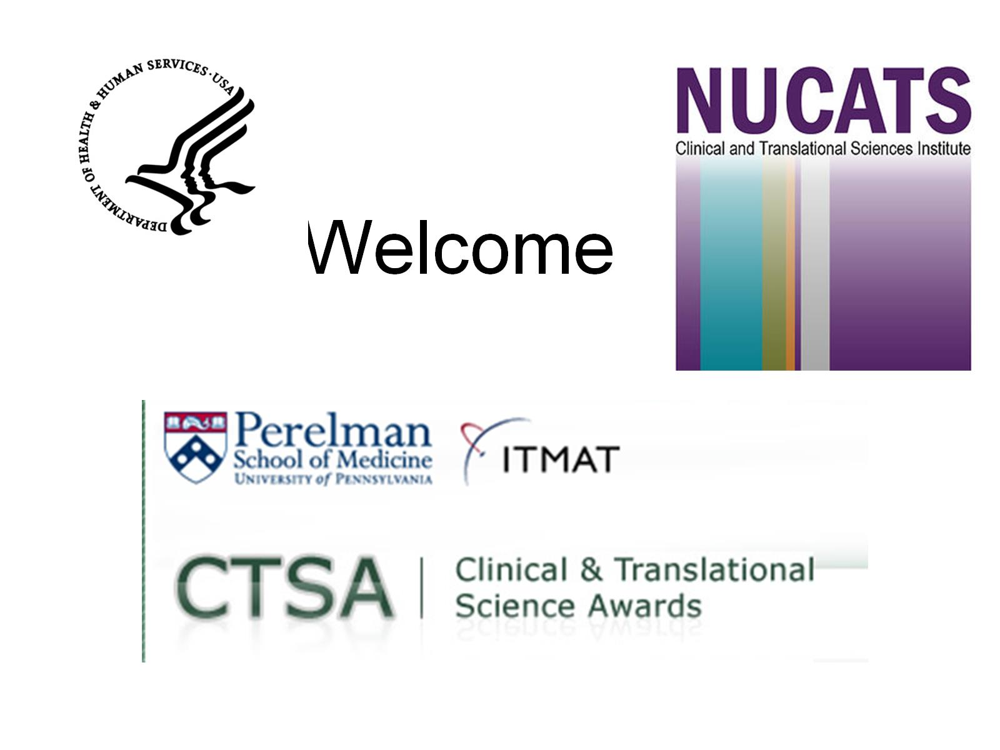 DEPARTMENT OF HEALTH & HUMAN SERVICES · USA
NUCATS
Clinical and Translational Sciences Institute
Welcome
Perelman
School of Medicine
UNIVERSITY of PENNSYLVANIA
ITMAT
CTSA
Clinical & Translational
Science Awards